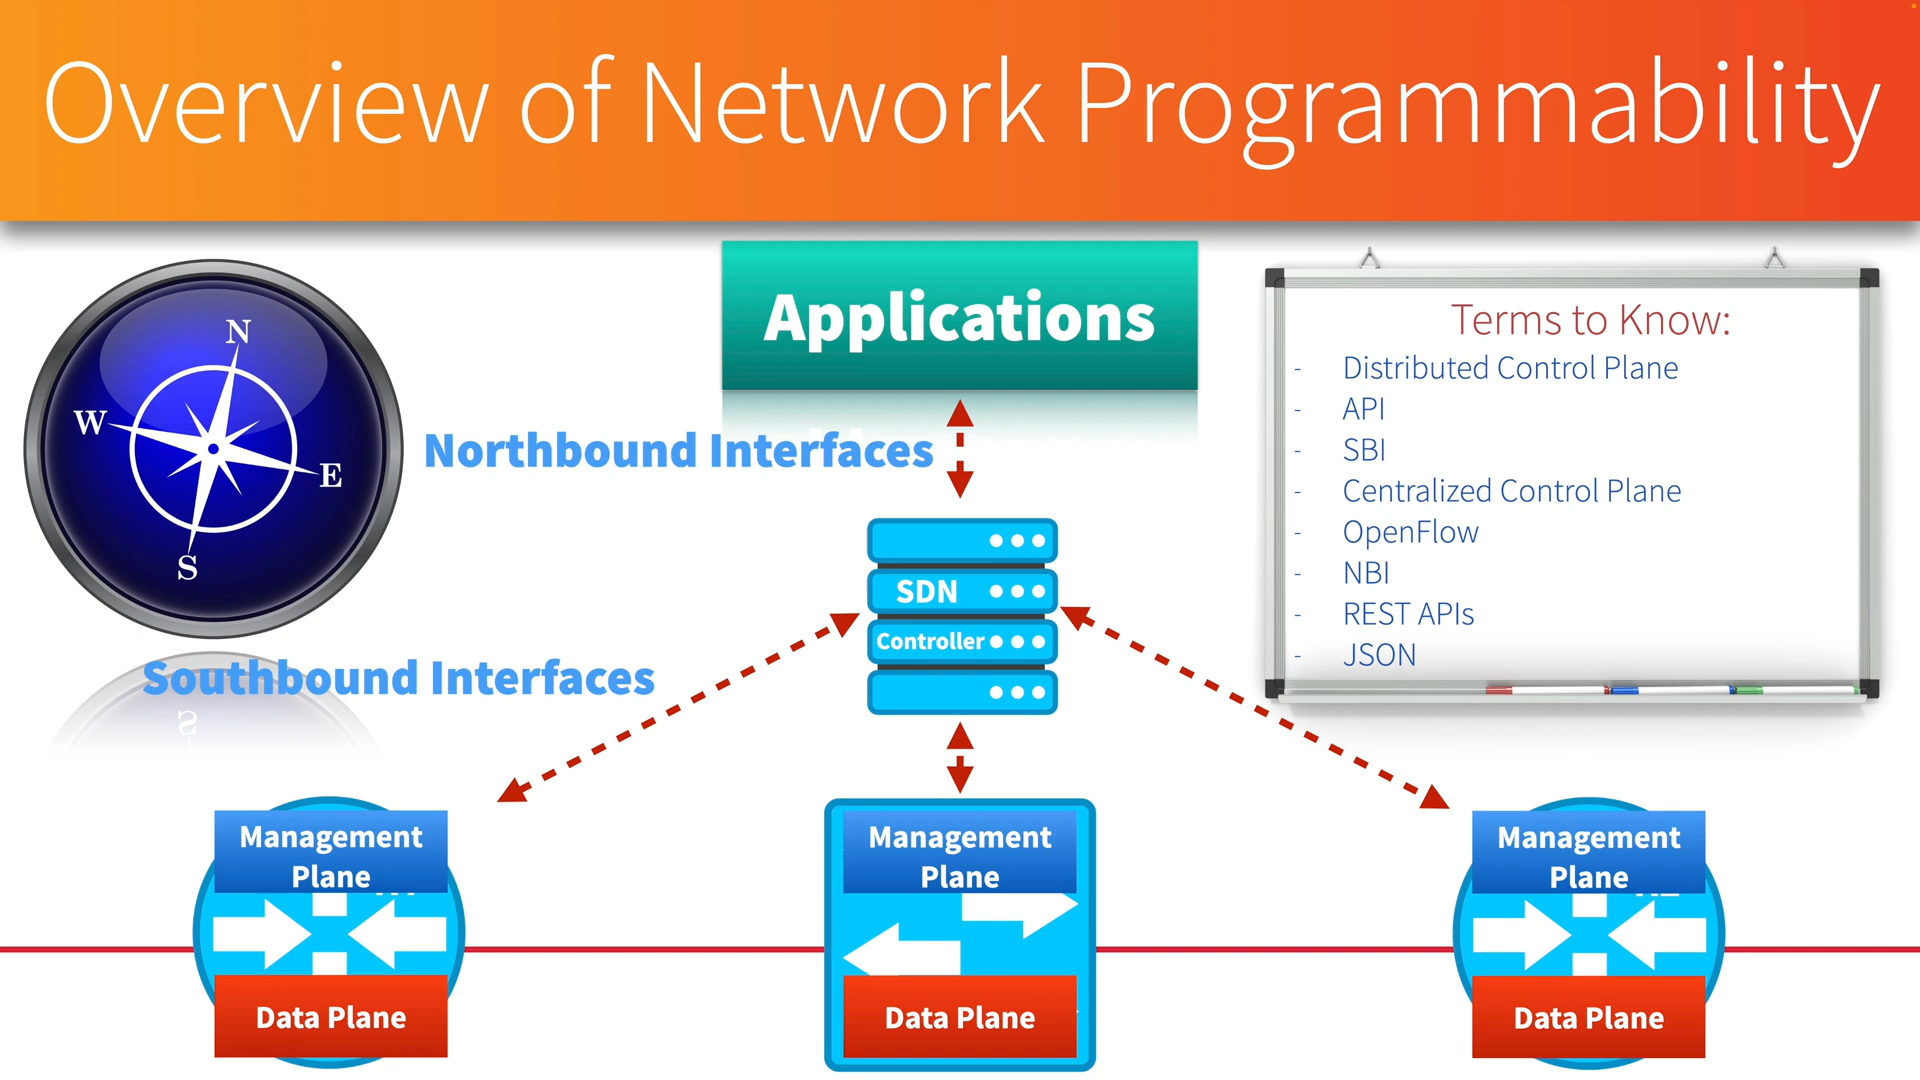 Overview of Network Programmability
N
W
E
S
Applications
Northbound Interfaces
SDN
Controller
Southbound Interfaces
Terms to Know:
- Distributed Control Plane
- API
- SBI
- Centralized Control Plane
- OpenFlow
- NBI
- REST APIs
- JSON
Management
Plane
Data Plane
Management
Plane
Data Plane
Management
Plane
Data Plane